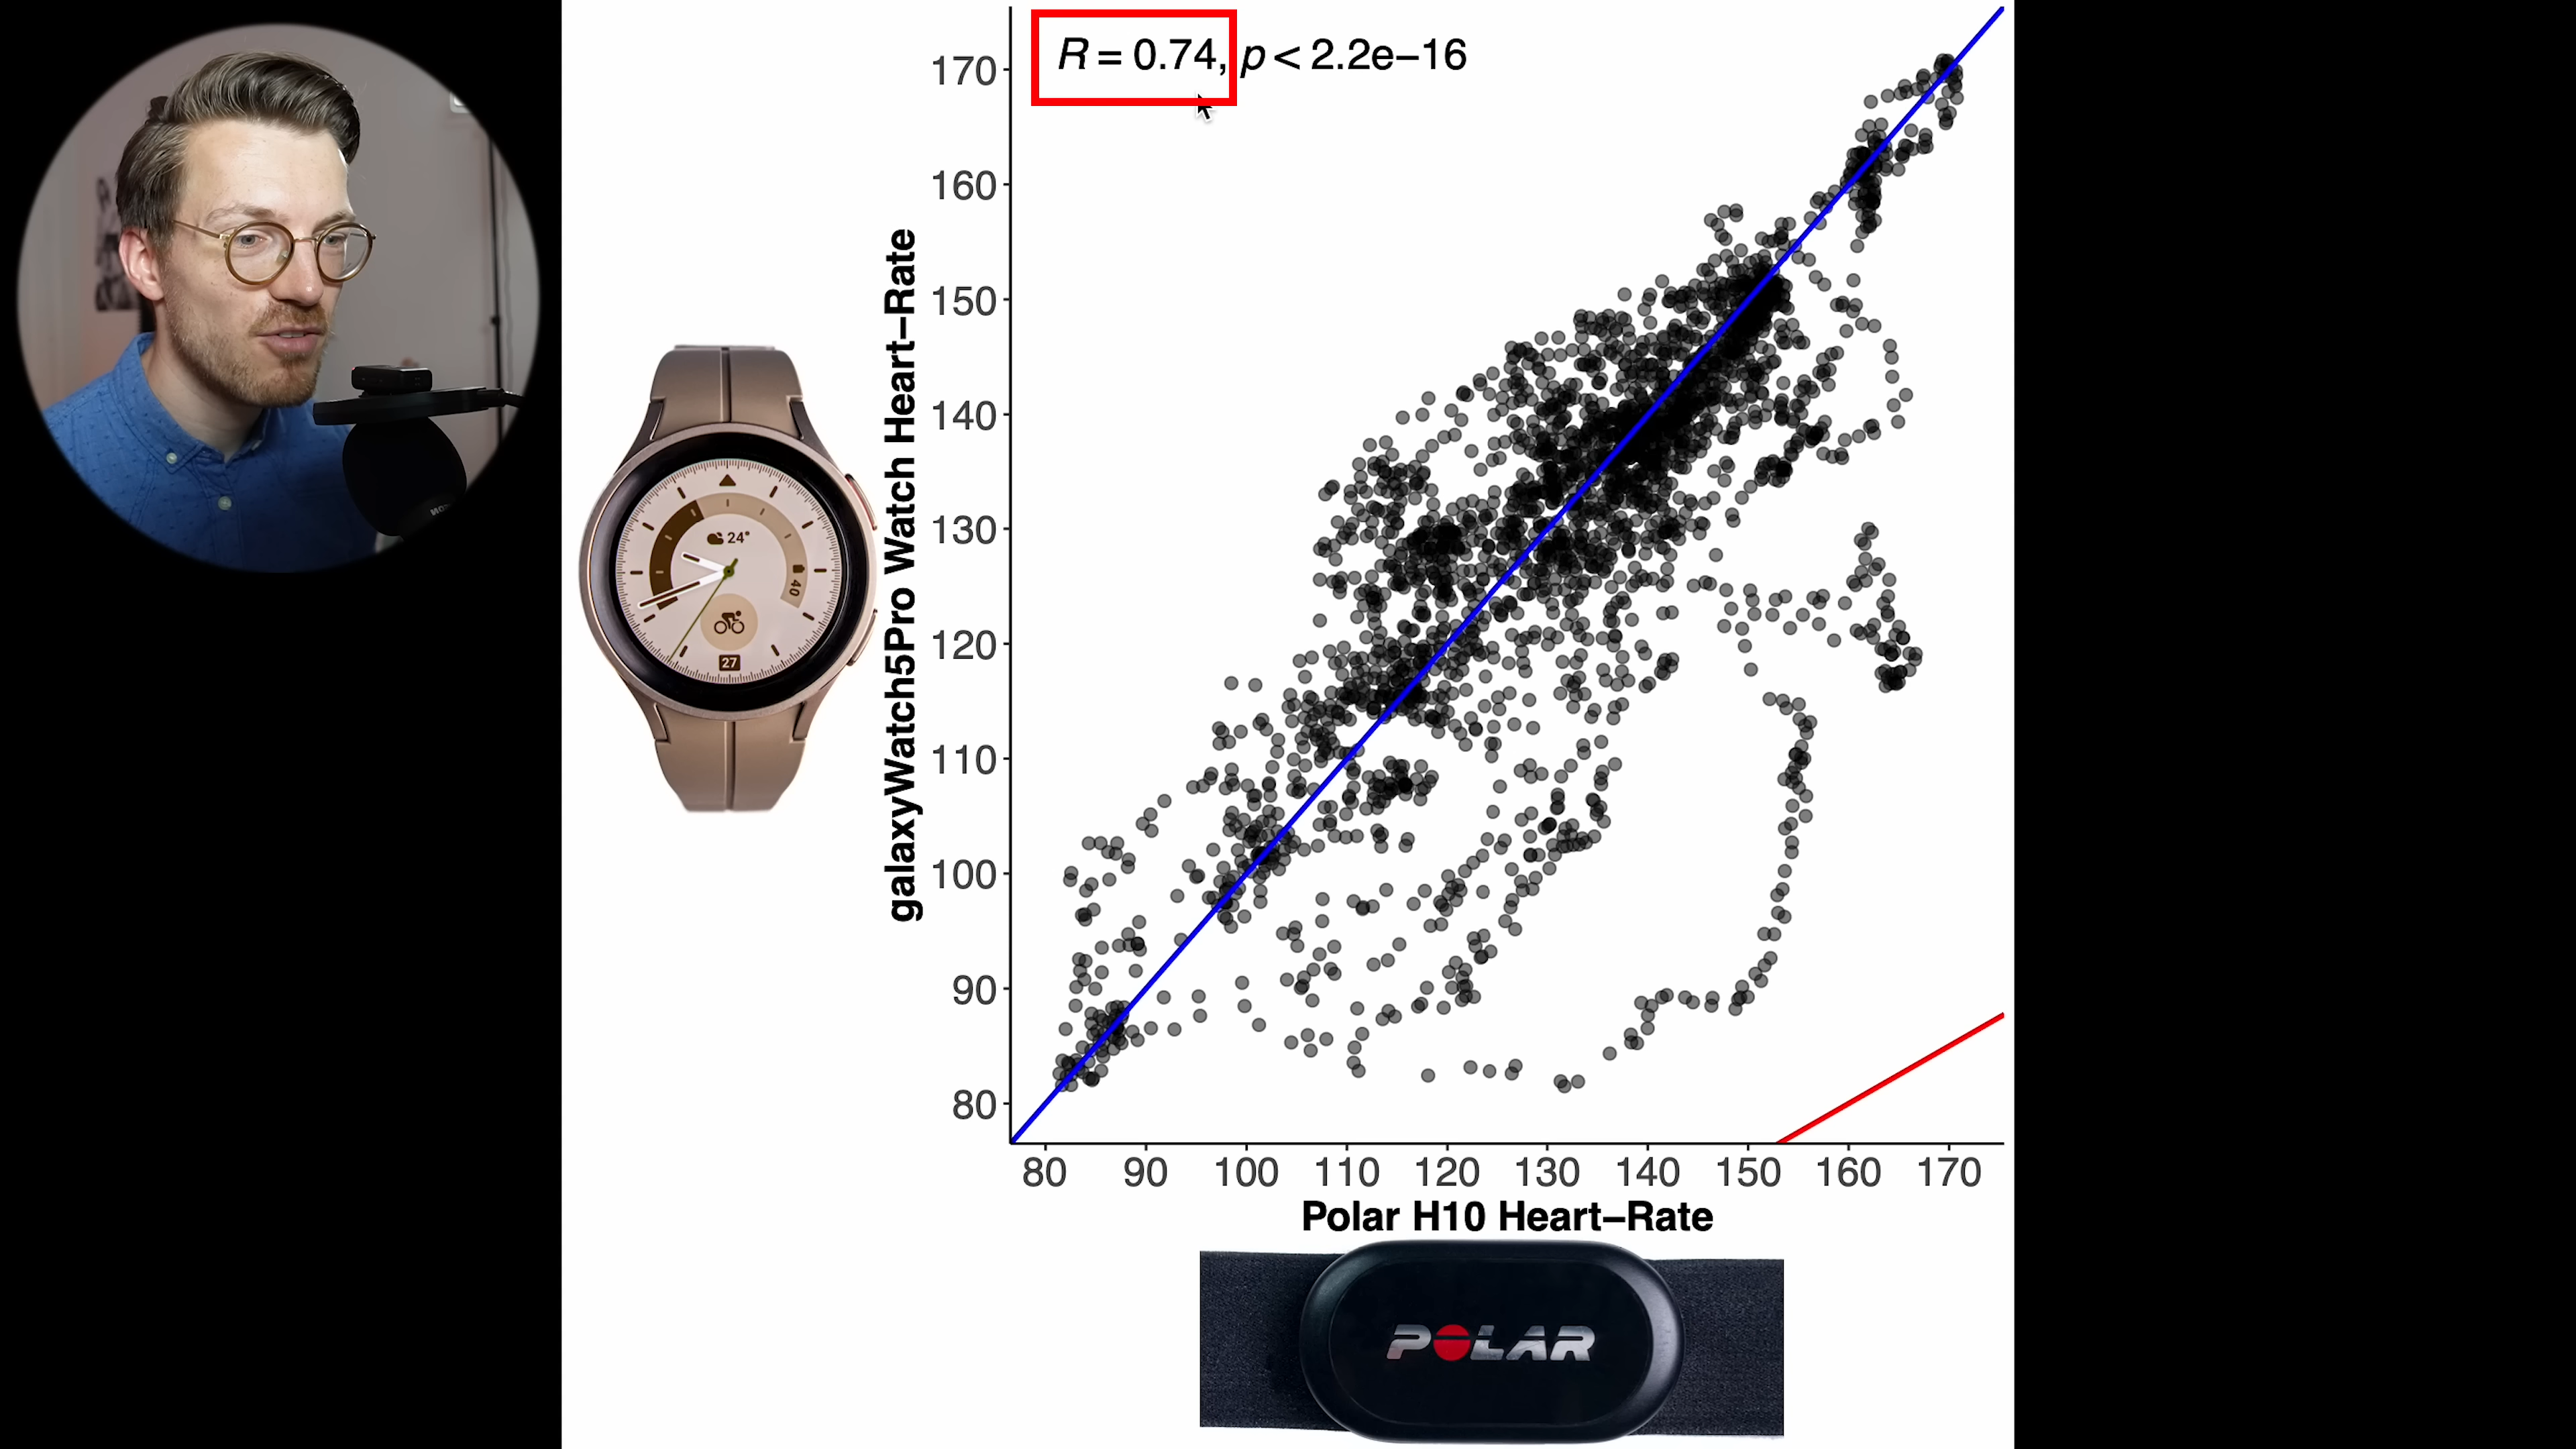 R = 0.74, p < 2.2e−16
170
160
150
140
130
120
110
100
90
80
galaxyWatch5Pro Watch Heart−Rate
24°
40
27
80 90 100 110 120 130 140 150 160 170
Polar H10 Heart−Rate
POLAR